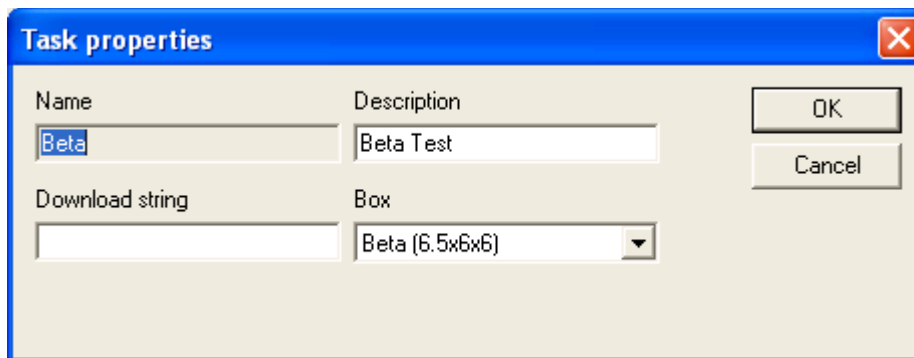 Task properties
Name
Description
OK
Beta
Beta Test
Cancel
Download string
Box
Beta (6.5x6x6)